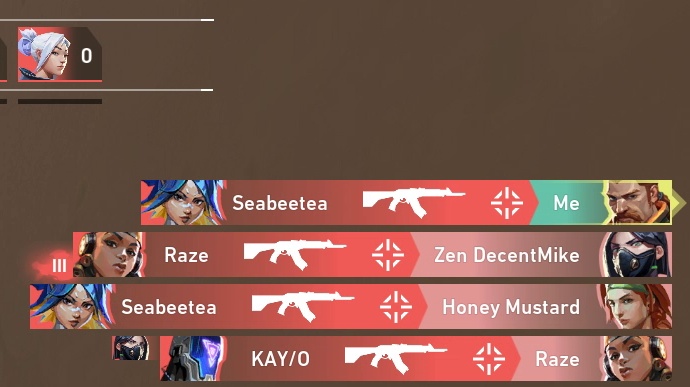 0
Seabeetea Me
III Raze Zen DecentMike
Seabeetea Honey Mustard
KAY/O Raze